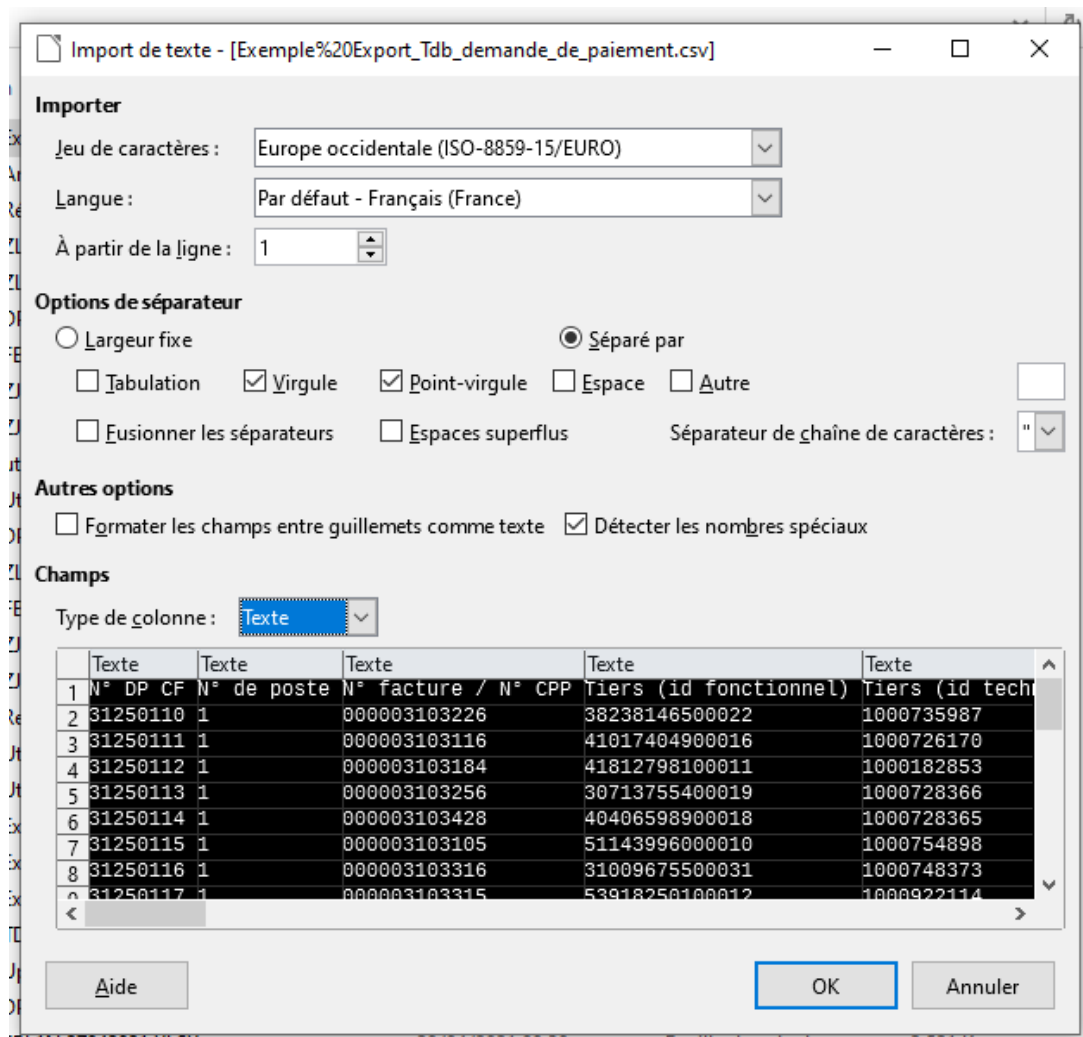 Import de texte - [Exemple%20Export_Tdb_demande_de_paiement.csv]
Importer
Jeu de caractères : Europe occidentale (ISO-8859-15/EURO)
Langue : Par défaut - Français (France)
À partir de la ligne : 1
Options de séparateur
Largeur fixe Séparé par
Tabulation Virgule Point-virgule Espace Autre
Fusionner les séparateurs Espaces superflus Séparateur de chaîne de caractères : "
Autres options
Formater les champs entre guillemets comme texte Détecter les nombres spéciaux
Champs
Type de colonne : Texte
Texte Texte Texte Texte Texte
1 N° DP CF N° de poste N° facture / N° CPP Tiers (id fonctionnel) Tiers (id tech
2 31250110 1 000003103226 38238146500022 1000735987
3 31250111 1 000003103116 41017404900016 1000726170
4 31250112 1 000003103184 41812798100011 1000182853
5 31250113 1 000003103256 30713755400019 1000728366
6 31250114 1 000003103428 40406598900018 1000728365
7 31250115 1 000003103105 51143996000010 1000754898
8 31250116 1 000003103316 31009675500031 1000748373
9 31250117 1 000003103315 53918250100012 1000922114
Aide OK Annuler